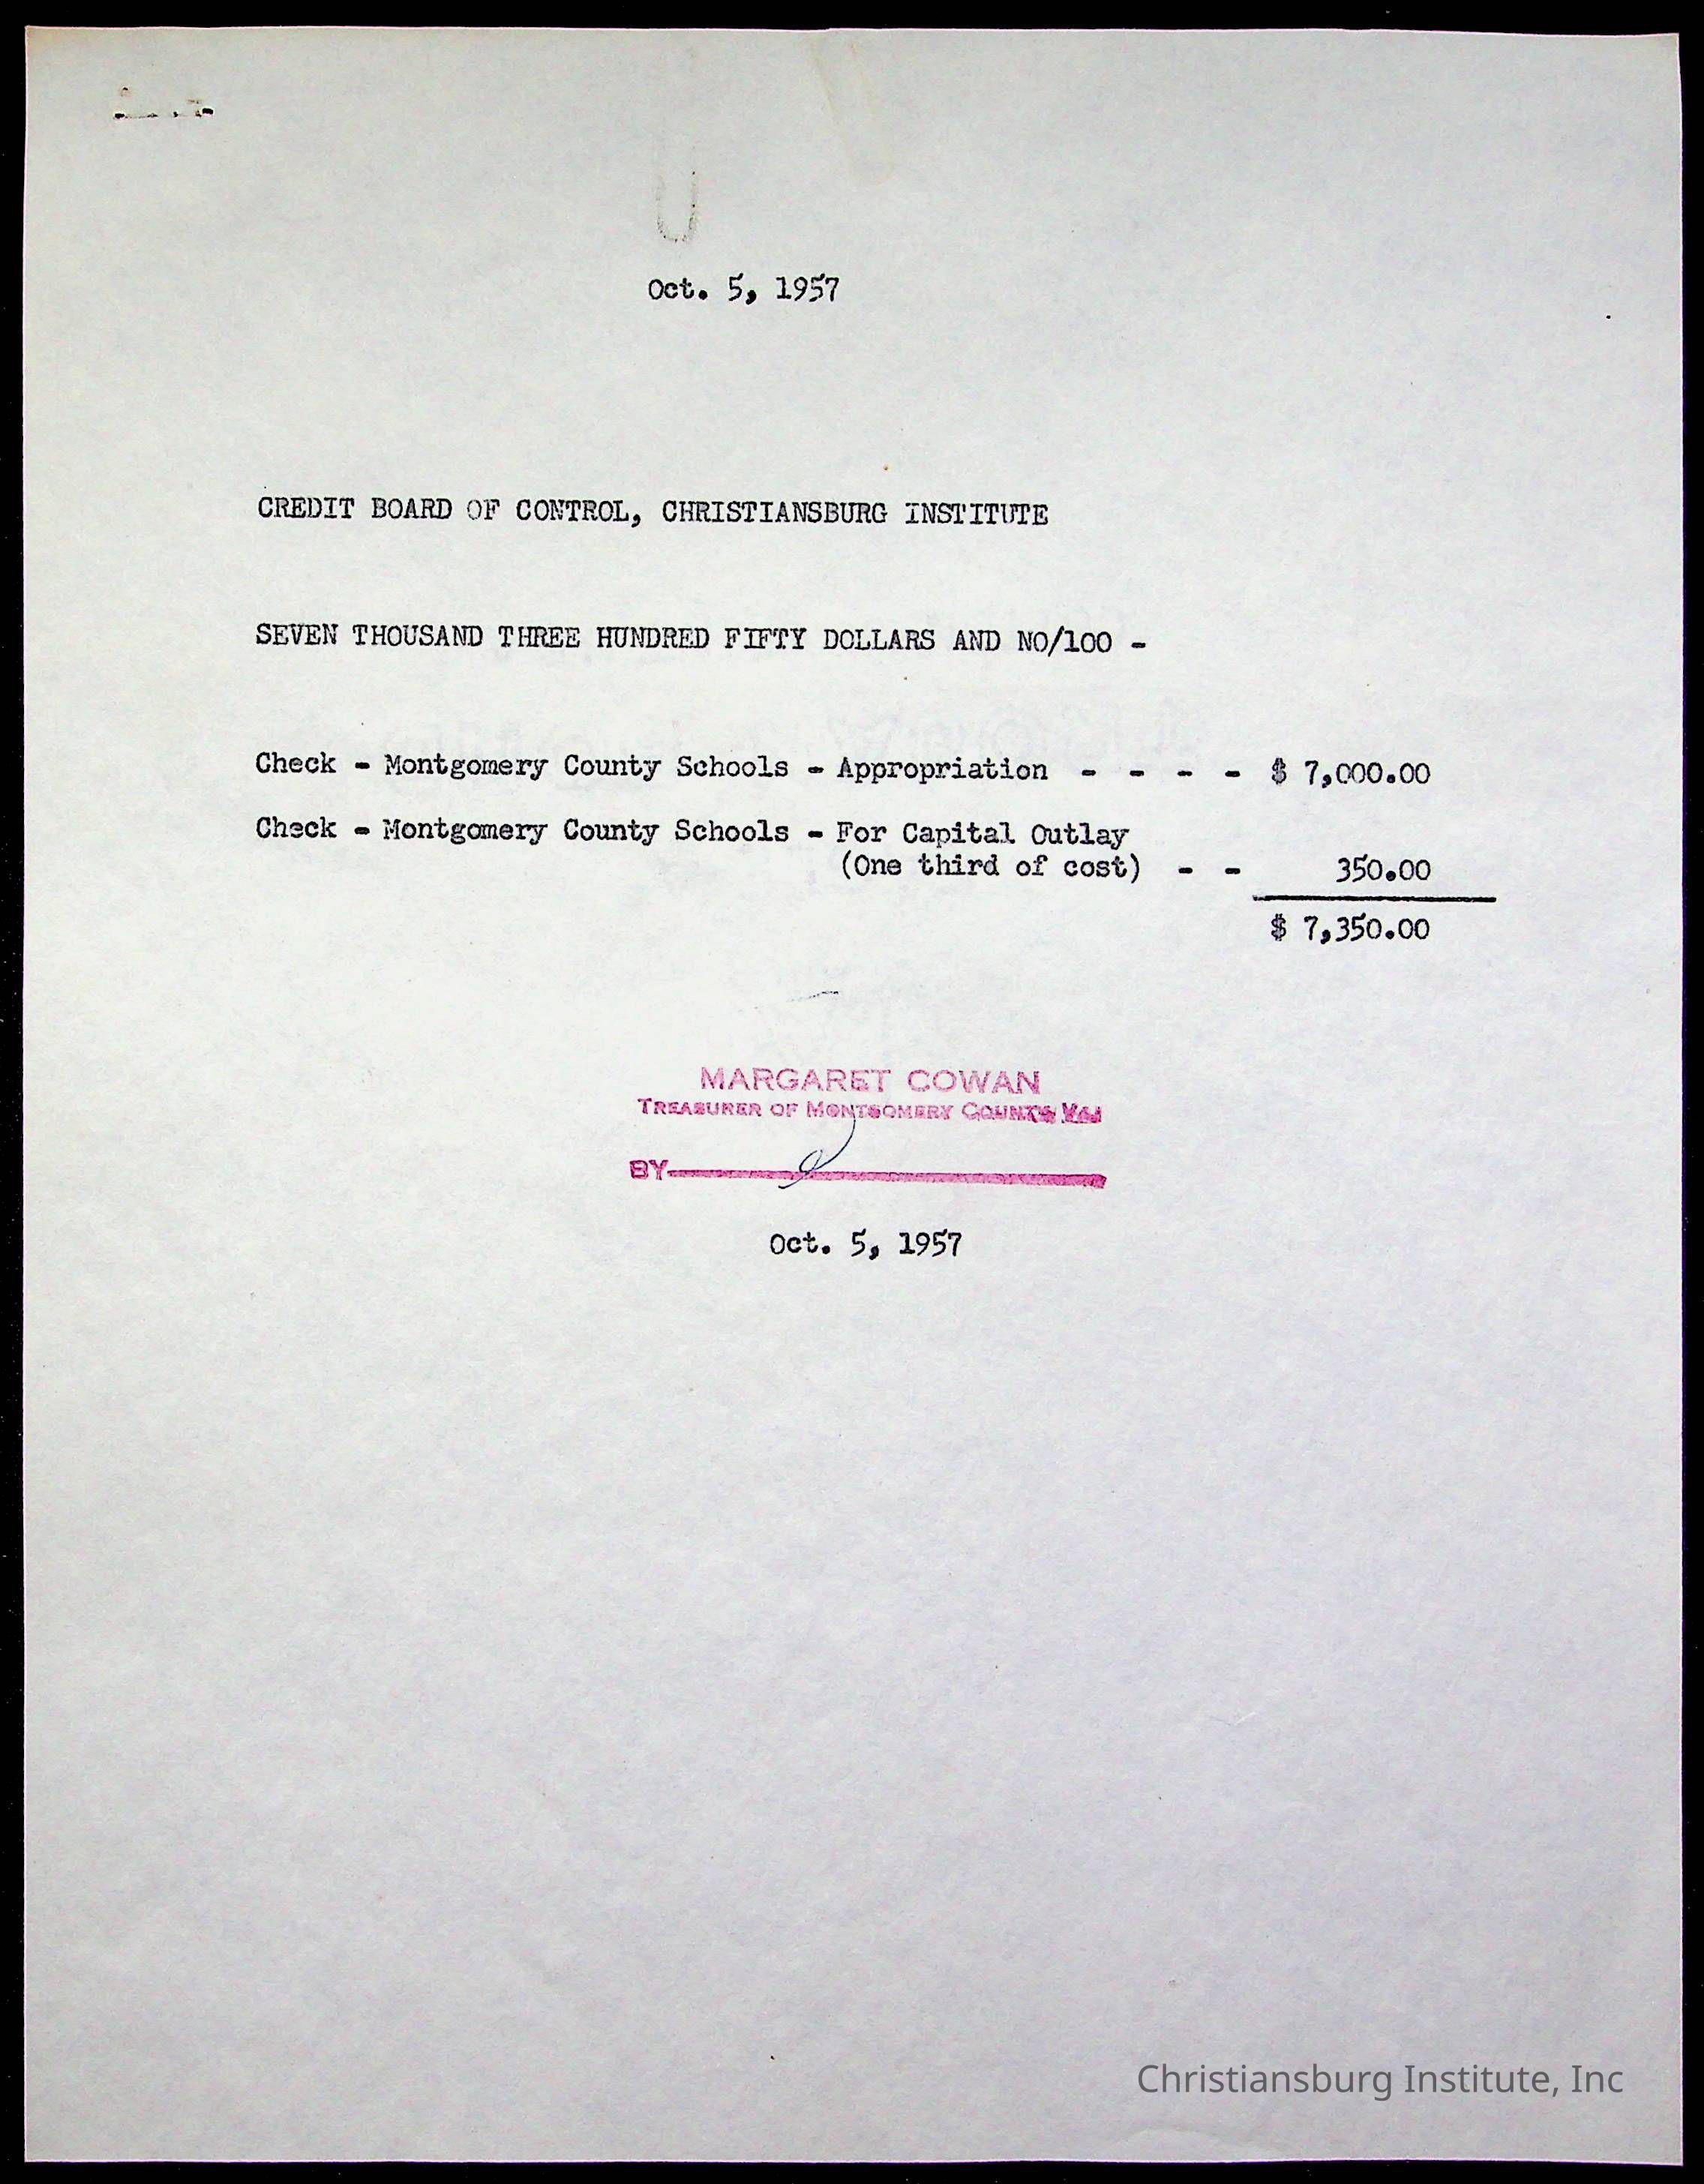 Oct. 5, 1957
CREDIT BOARD OF CONTROL, CHRISTIANSBURG INSTITUTE
SEVEN THOUSAND THREE HUNDRED FIFTY DOLLARS AND NO/100 -
Check - Montgomery County Schools - Appropriation - - - - $ 7,000.00
Check - Montgomery County Schools - For Capital Outlay
(One third of cost) - - 350.00
$ 7,350.00
MARGARET COWAN
TREASURER OF MONTGOMERY COUNTY, VA.
BY
Oct. 5, 1957
Christiansburg Institute, Inc